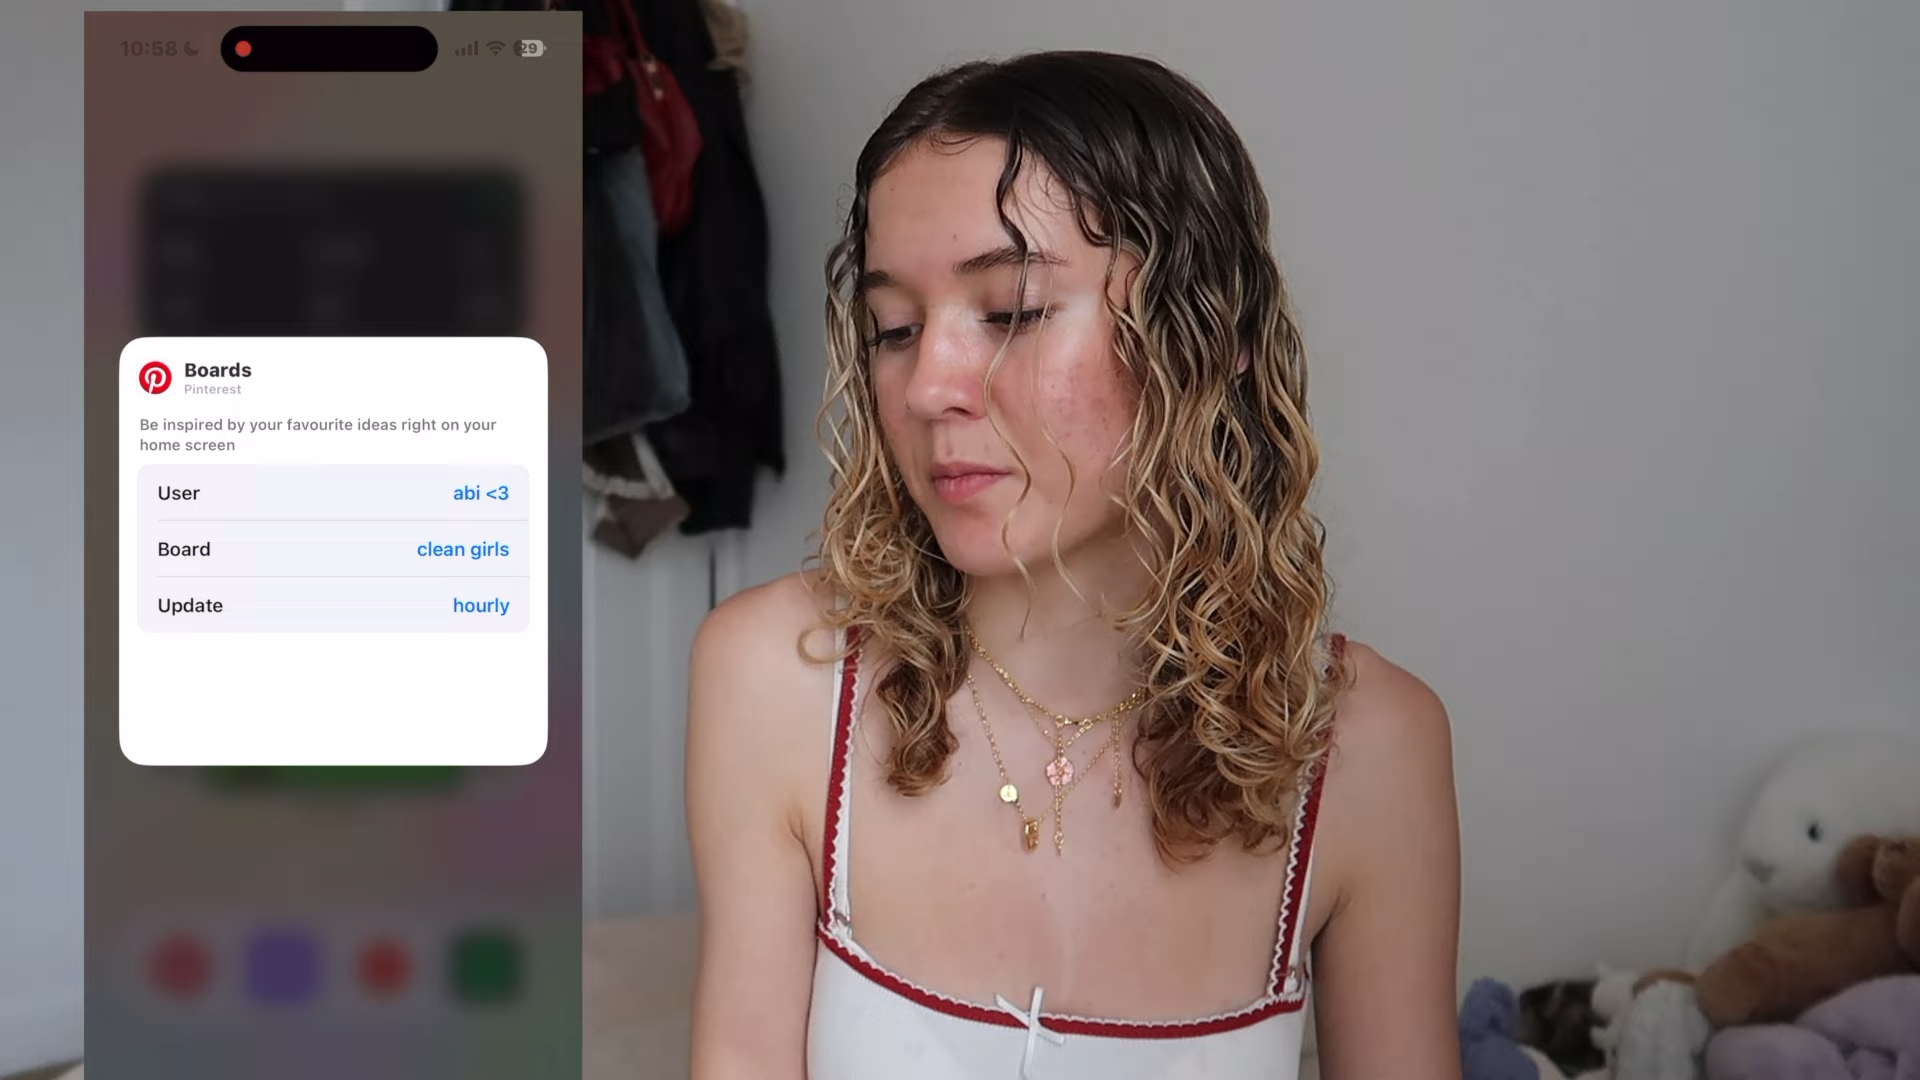 10:58
29
Boards
Pinterest
Be inspired by your favourite ideas right on your
home screen
User abi <3
Board clean girls
Update hourly